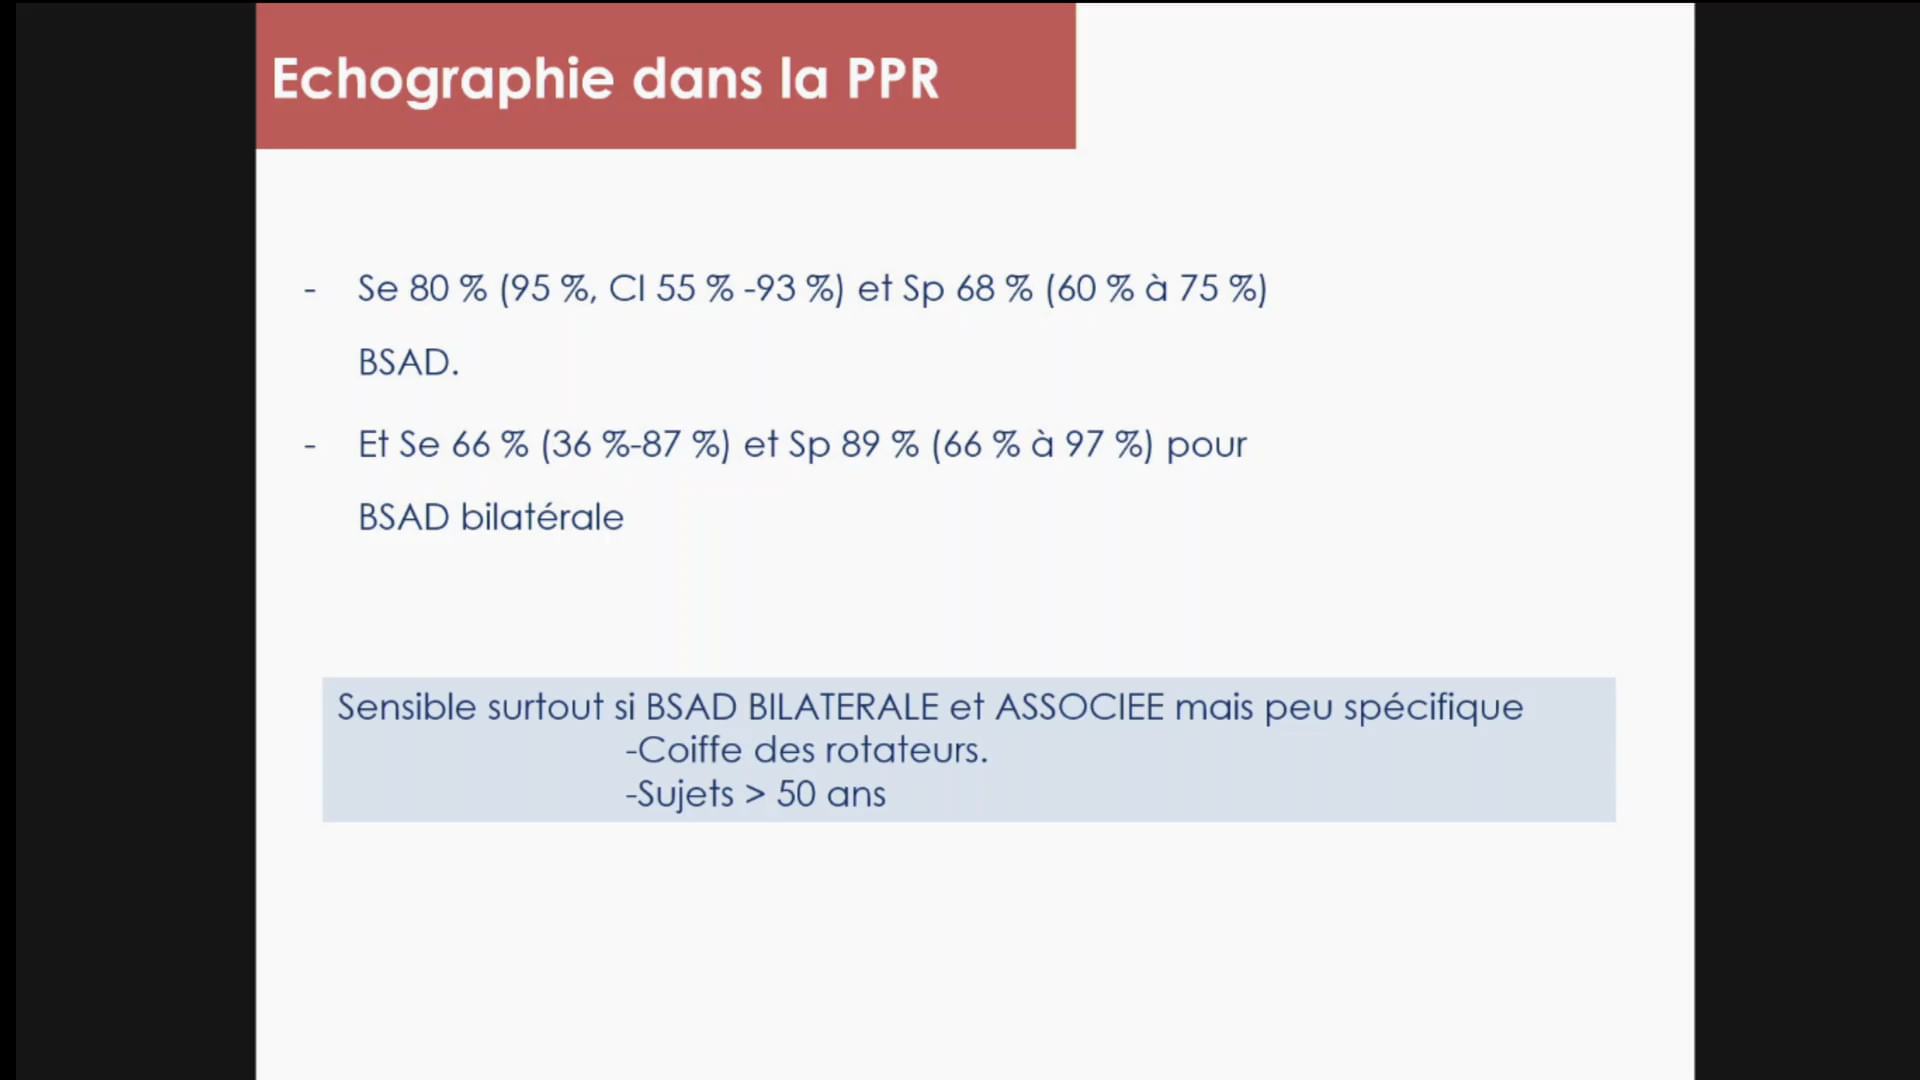 Echographie dans la PPR
- Se 80 % (95 %, CI 55 % -93 %) et Sp 68 % (60 % à 75 %)
BSAD.
- Et Se 66 % (36 %-87 %) et Sp 89 % (66 % à 97 %) pour
BSAD bilatérale
Sensible surtout si BSAD BILATERALE et ASSOCIEE mais peu spécifique
-Coiffe des rotateurs.
-Sujets > 50 ans